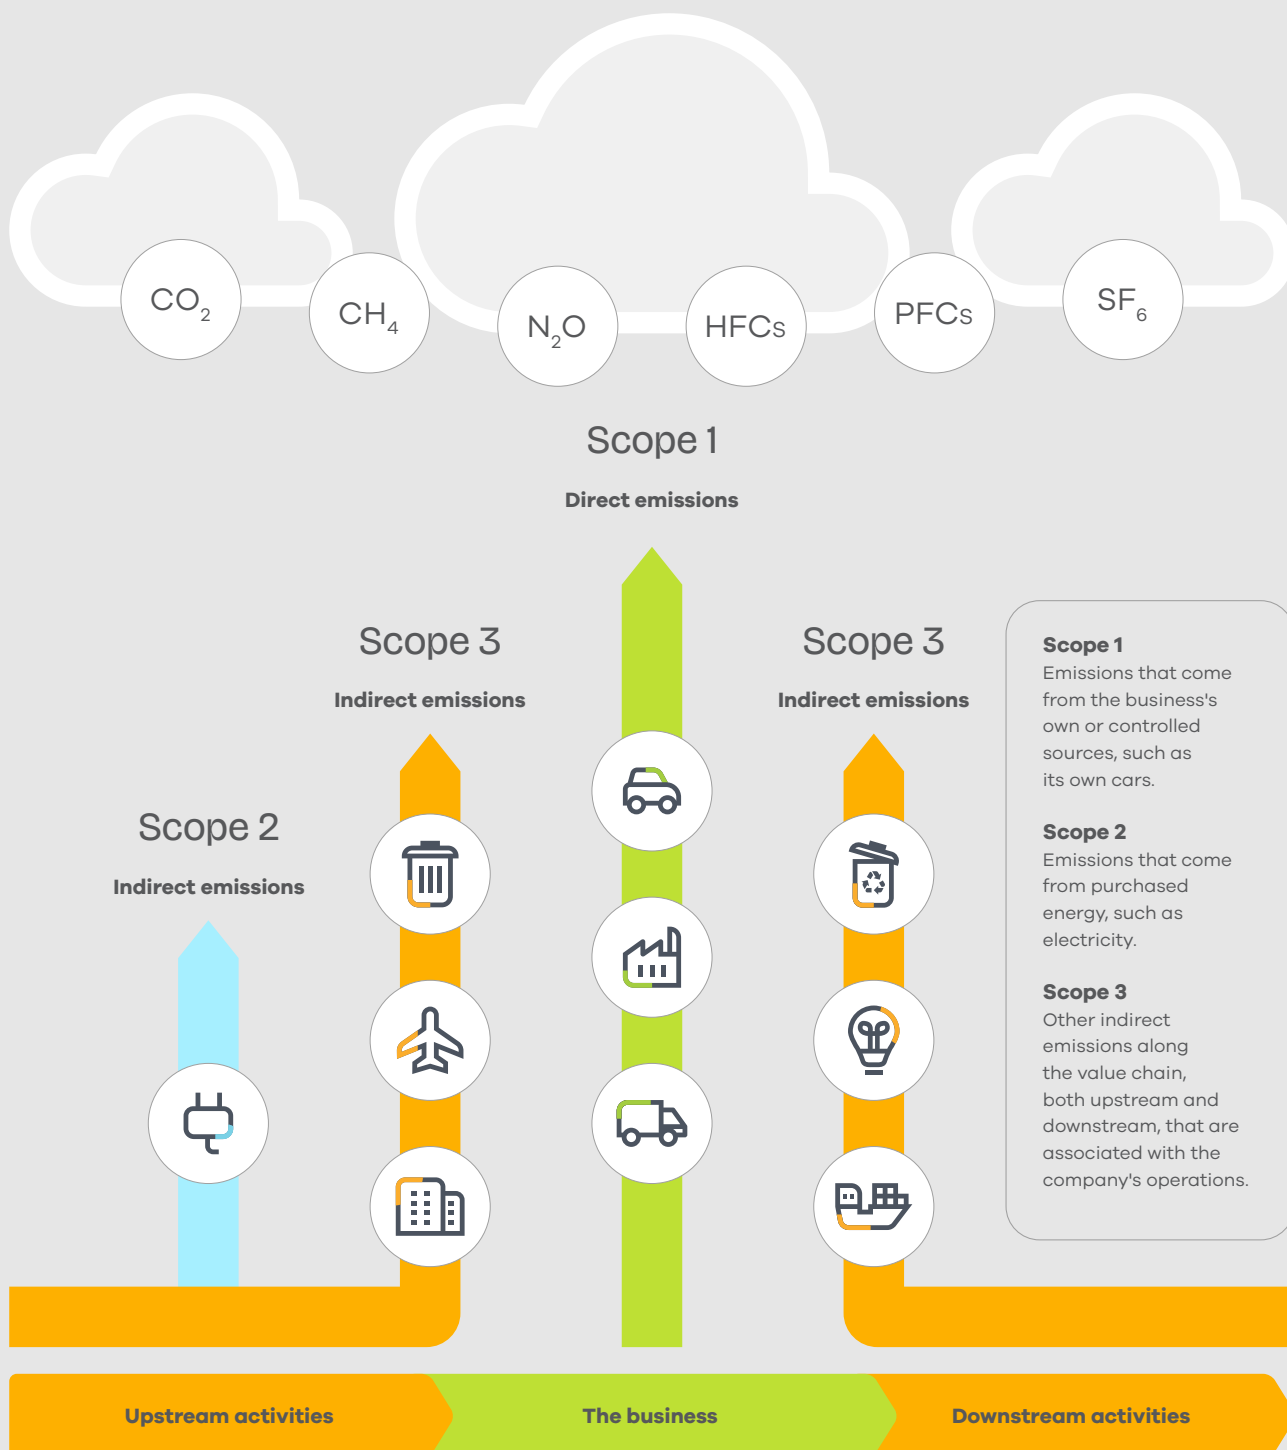 CO₂
CH₄
N₂O
HFCs
PFCs
SF₆
Scope 1
Direct emissions
Scope 3
Indirect emissions
Scope 3
Indirect emissions
Scope 2
Indirect emissions
Scope 1
Emissions that come
from the business's
own or controlled
sources, such as
its own cars.
Scope 2
Emissions that come
from purchased
energy, such as
electricity.
Scope 3
Other indirect
emissions along
the value chain,
both upstream and
downstream, that are
associated with the
company's operations.
Upstream activities
The business
Downstream activities